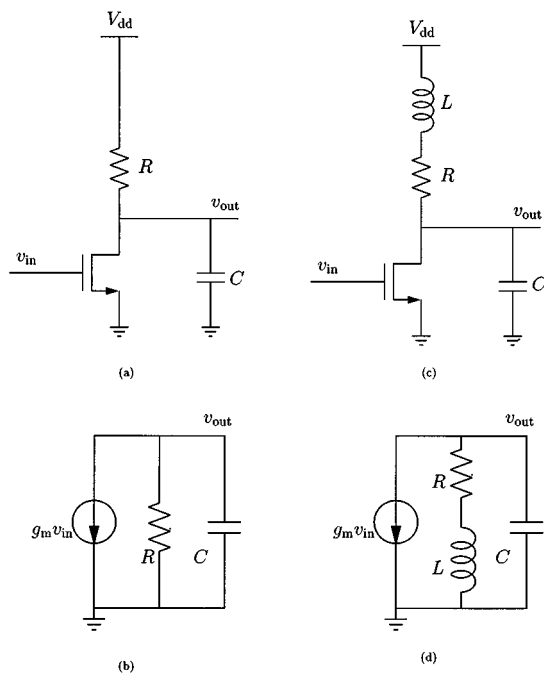 V_dd
R
v_out
v_in
C
(a)
V_dd
L
R
v_out
v_in
C
(c)
v_out
g_m v_in
R
C
(b)
v_out
R
g_m v_in
L
C
(d)